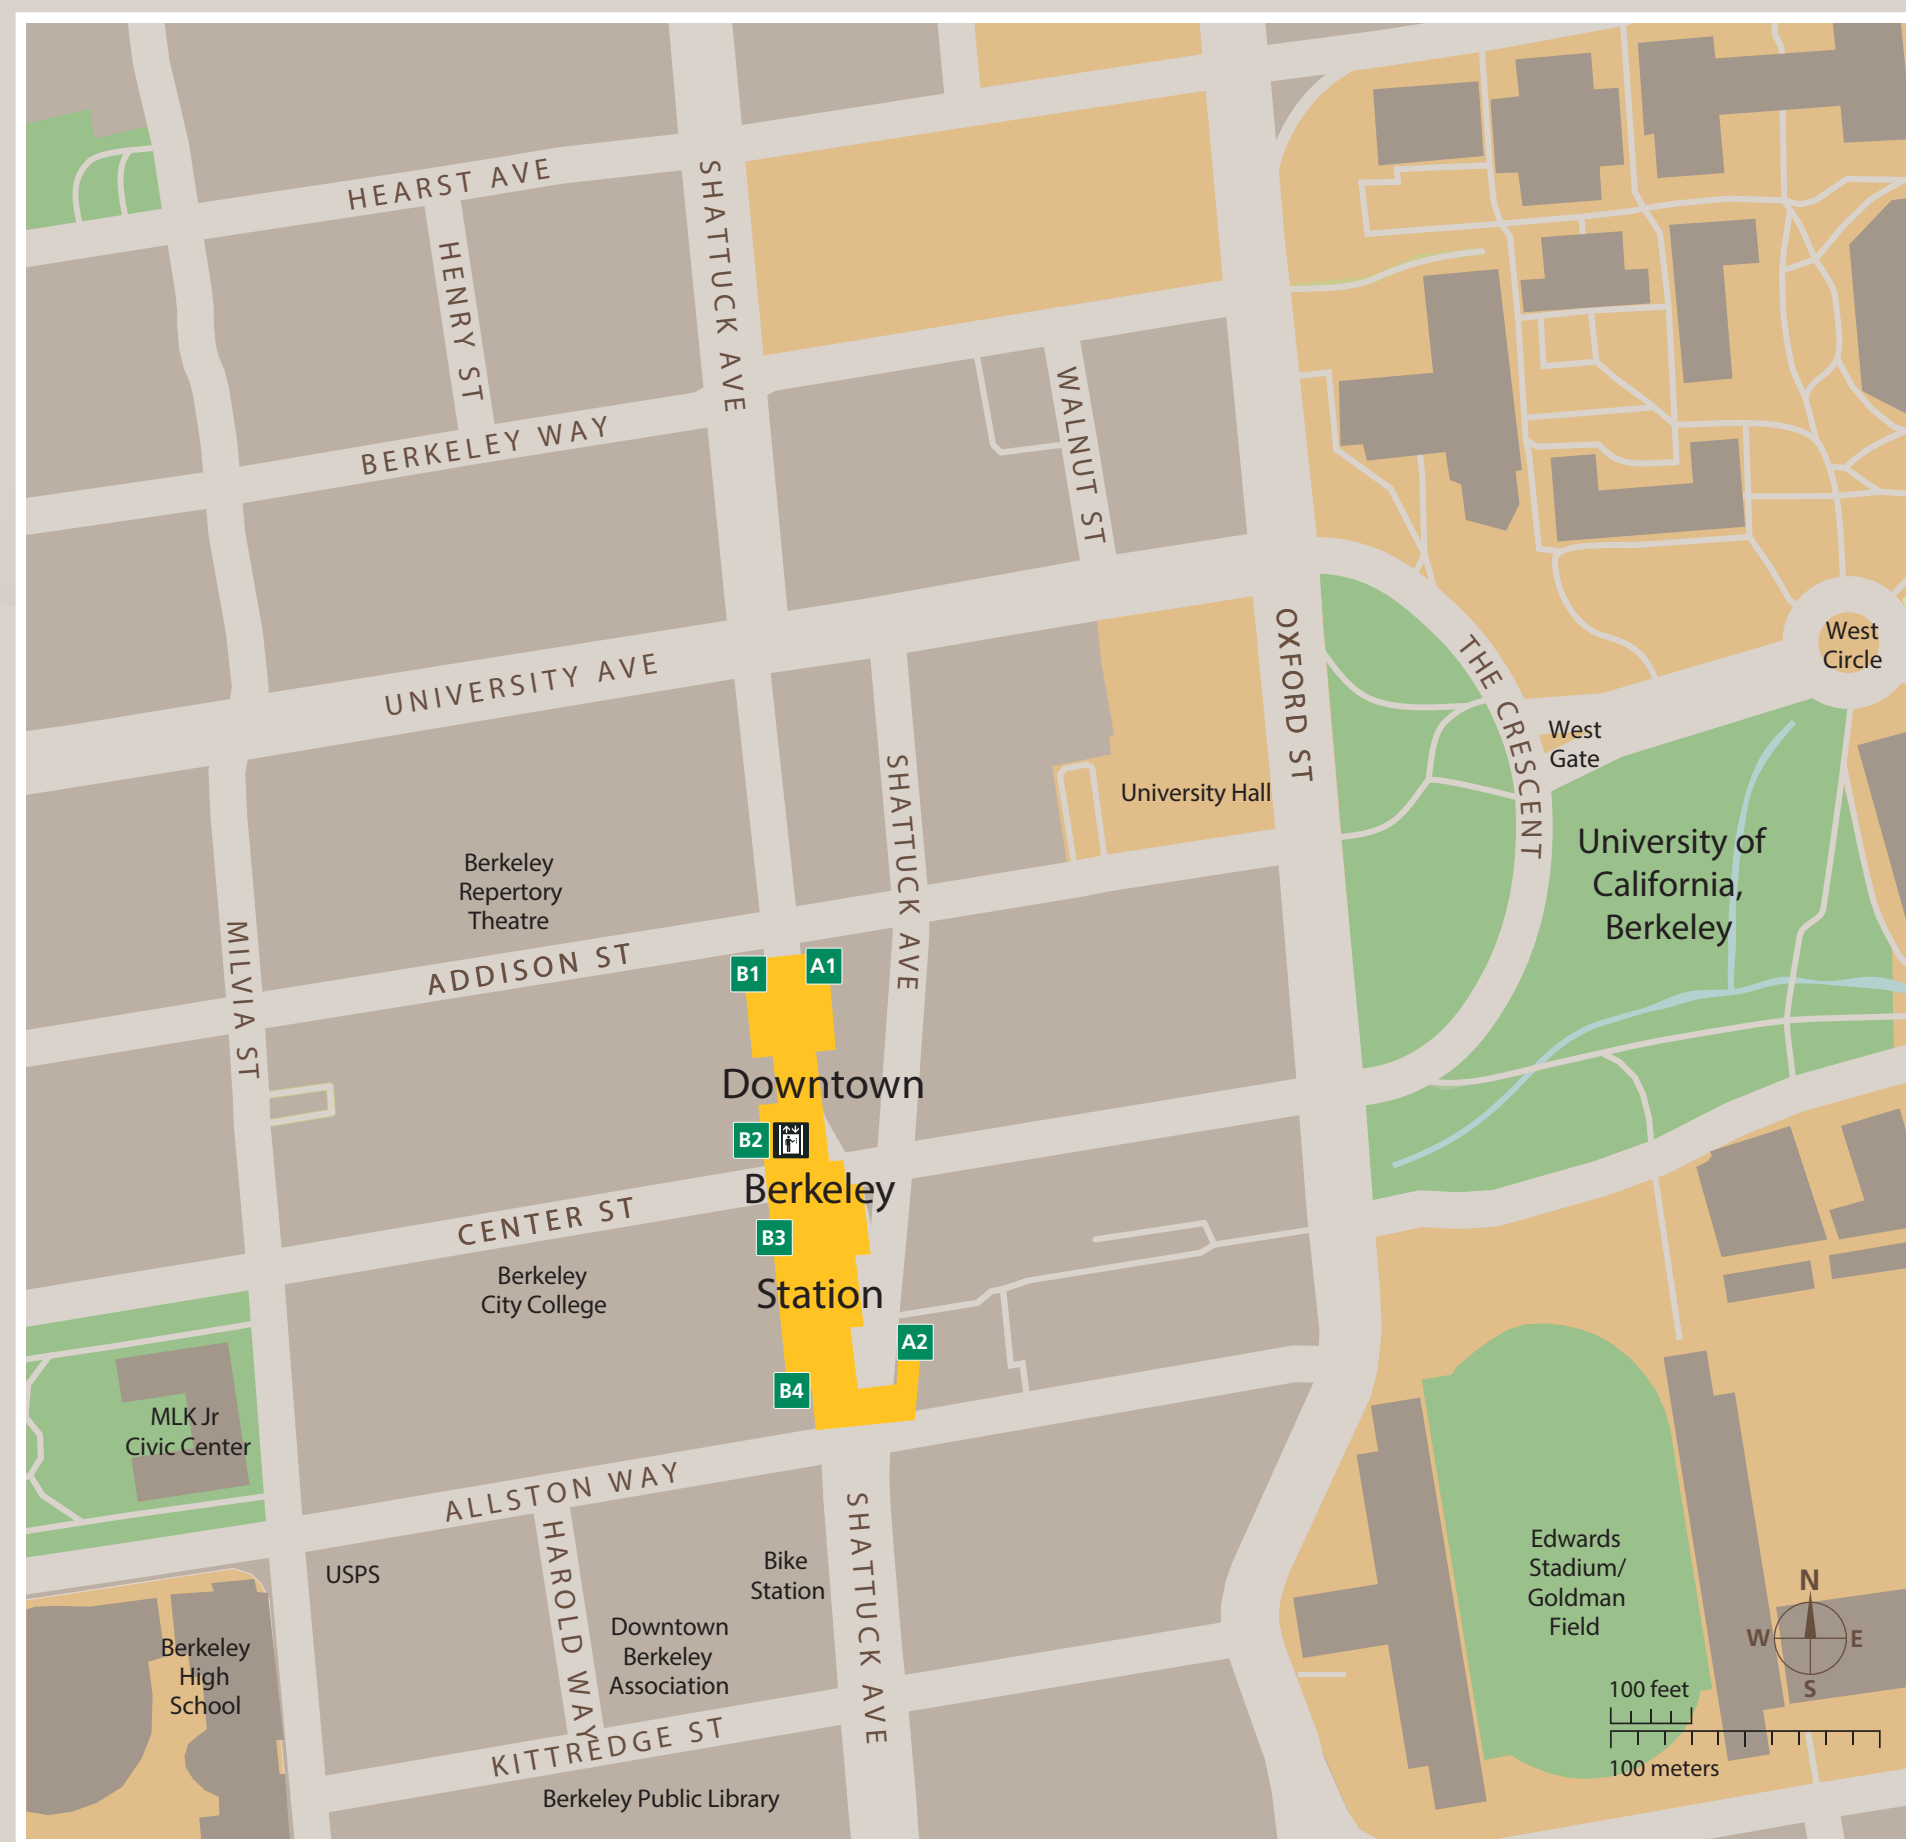 HEARST AVE
SHATTUCK AVE
HENRY ST
BERKELEY WAY
WALNUT ST
UNIVERSITY AVE
OXFORD ST
THE CRESCENT
West
Circle
West
Gate
University Hall
SHATTUCK AVE
University of
California,
Berkeley
Berkeley
Repertory
Theatre
MILVIA ST
ADDISON ST
B1
A1
Downtown
B2
Berkeley
CENTER ST
B3
Berkeley
City College
Station
A2
B4
MLK Jr
Civic Center
ALLSTON WAY
SHATTUCK AVE
HAROLD WAY
USPS
Bike
Station
Downtown
Berkeley
Association
Berkeley
High
School
KITTREDGE ST
Berkeley Public Library
Edwards
Stadium/
Goldman
Field
N
W
E
S
100 feet
100 meters